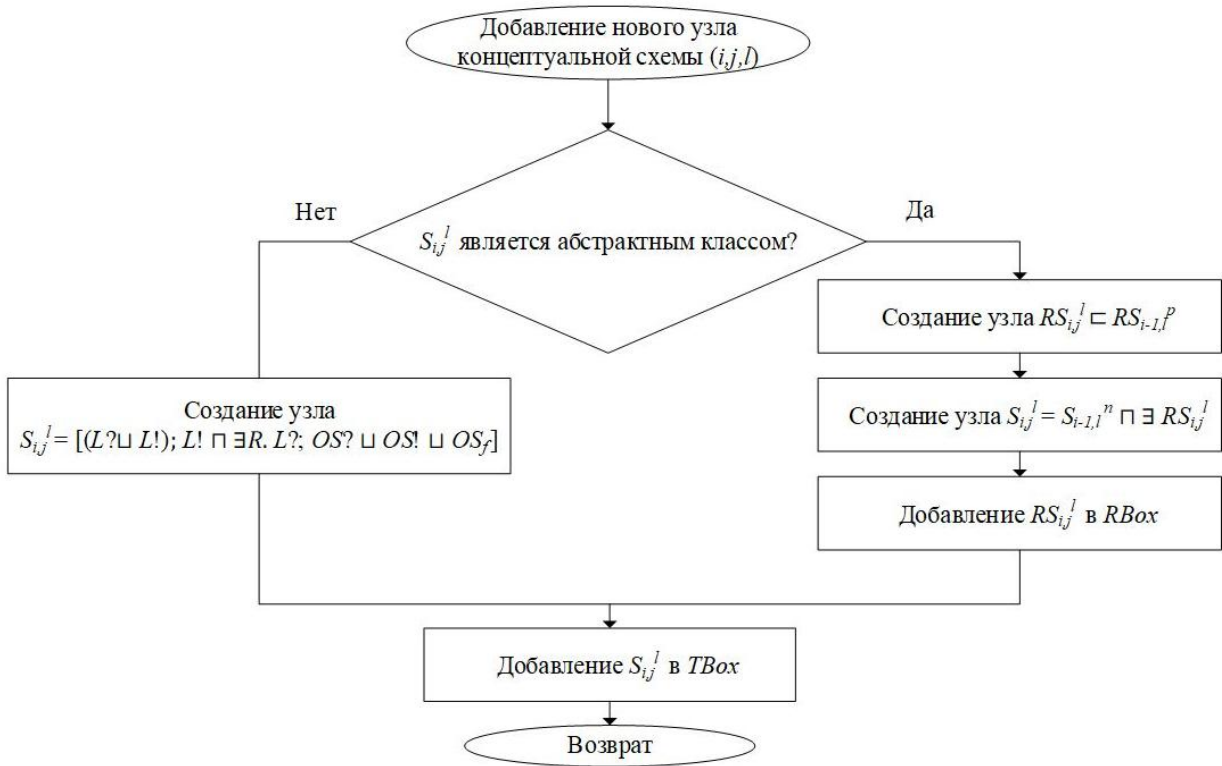 Добавление нового узла
концептуальной схемы (i,j,l)
Нет
Да
S_{i,j}^l является абстрактным классом?
Создание узла RS_{i,j}^l ⊏ RS_{i-1,l}^p
Создание узла
S_{i,j}^l = [(L?⊔ L!); L! ⊓ ∃R. L?; OS? ⊔ OS! ⊔ OS_f]
Создание узла S_{i,j}^l = S_{i-1,l}^n ⊓ ∃ RS_{i,j}^l
Добавление RS_{i,j}^l в RBox
Добавление S_{i,j}^l в TBox
Возврат